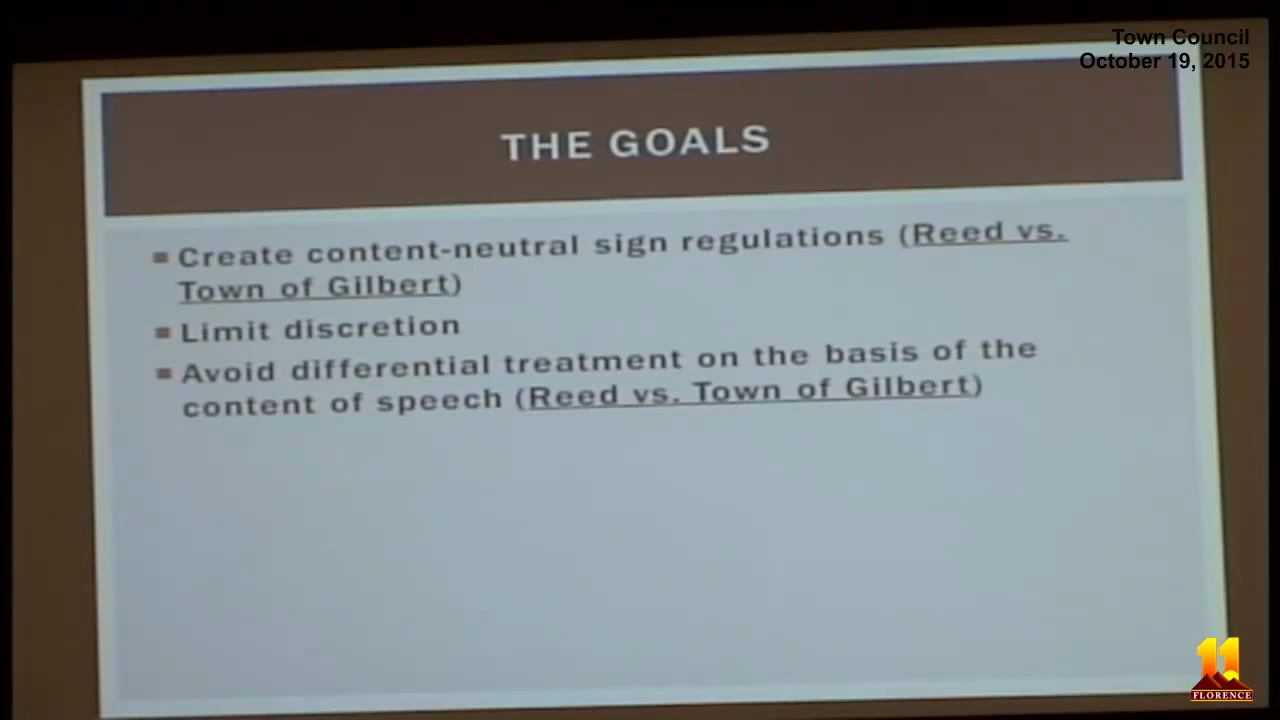 Town Council
October 19, 2015
THE GOALS
Create content-neutral sign regulations (Reed vs.
Town of Gilbert)
Limit discretion
Avoid differential treatment on the basis of the
content of speech (Reed vs. Town of Gilbert)
11
FLORENCE